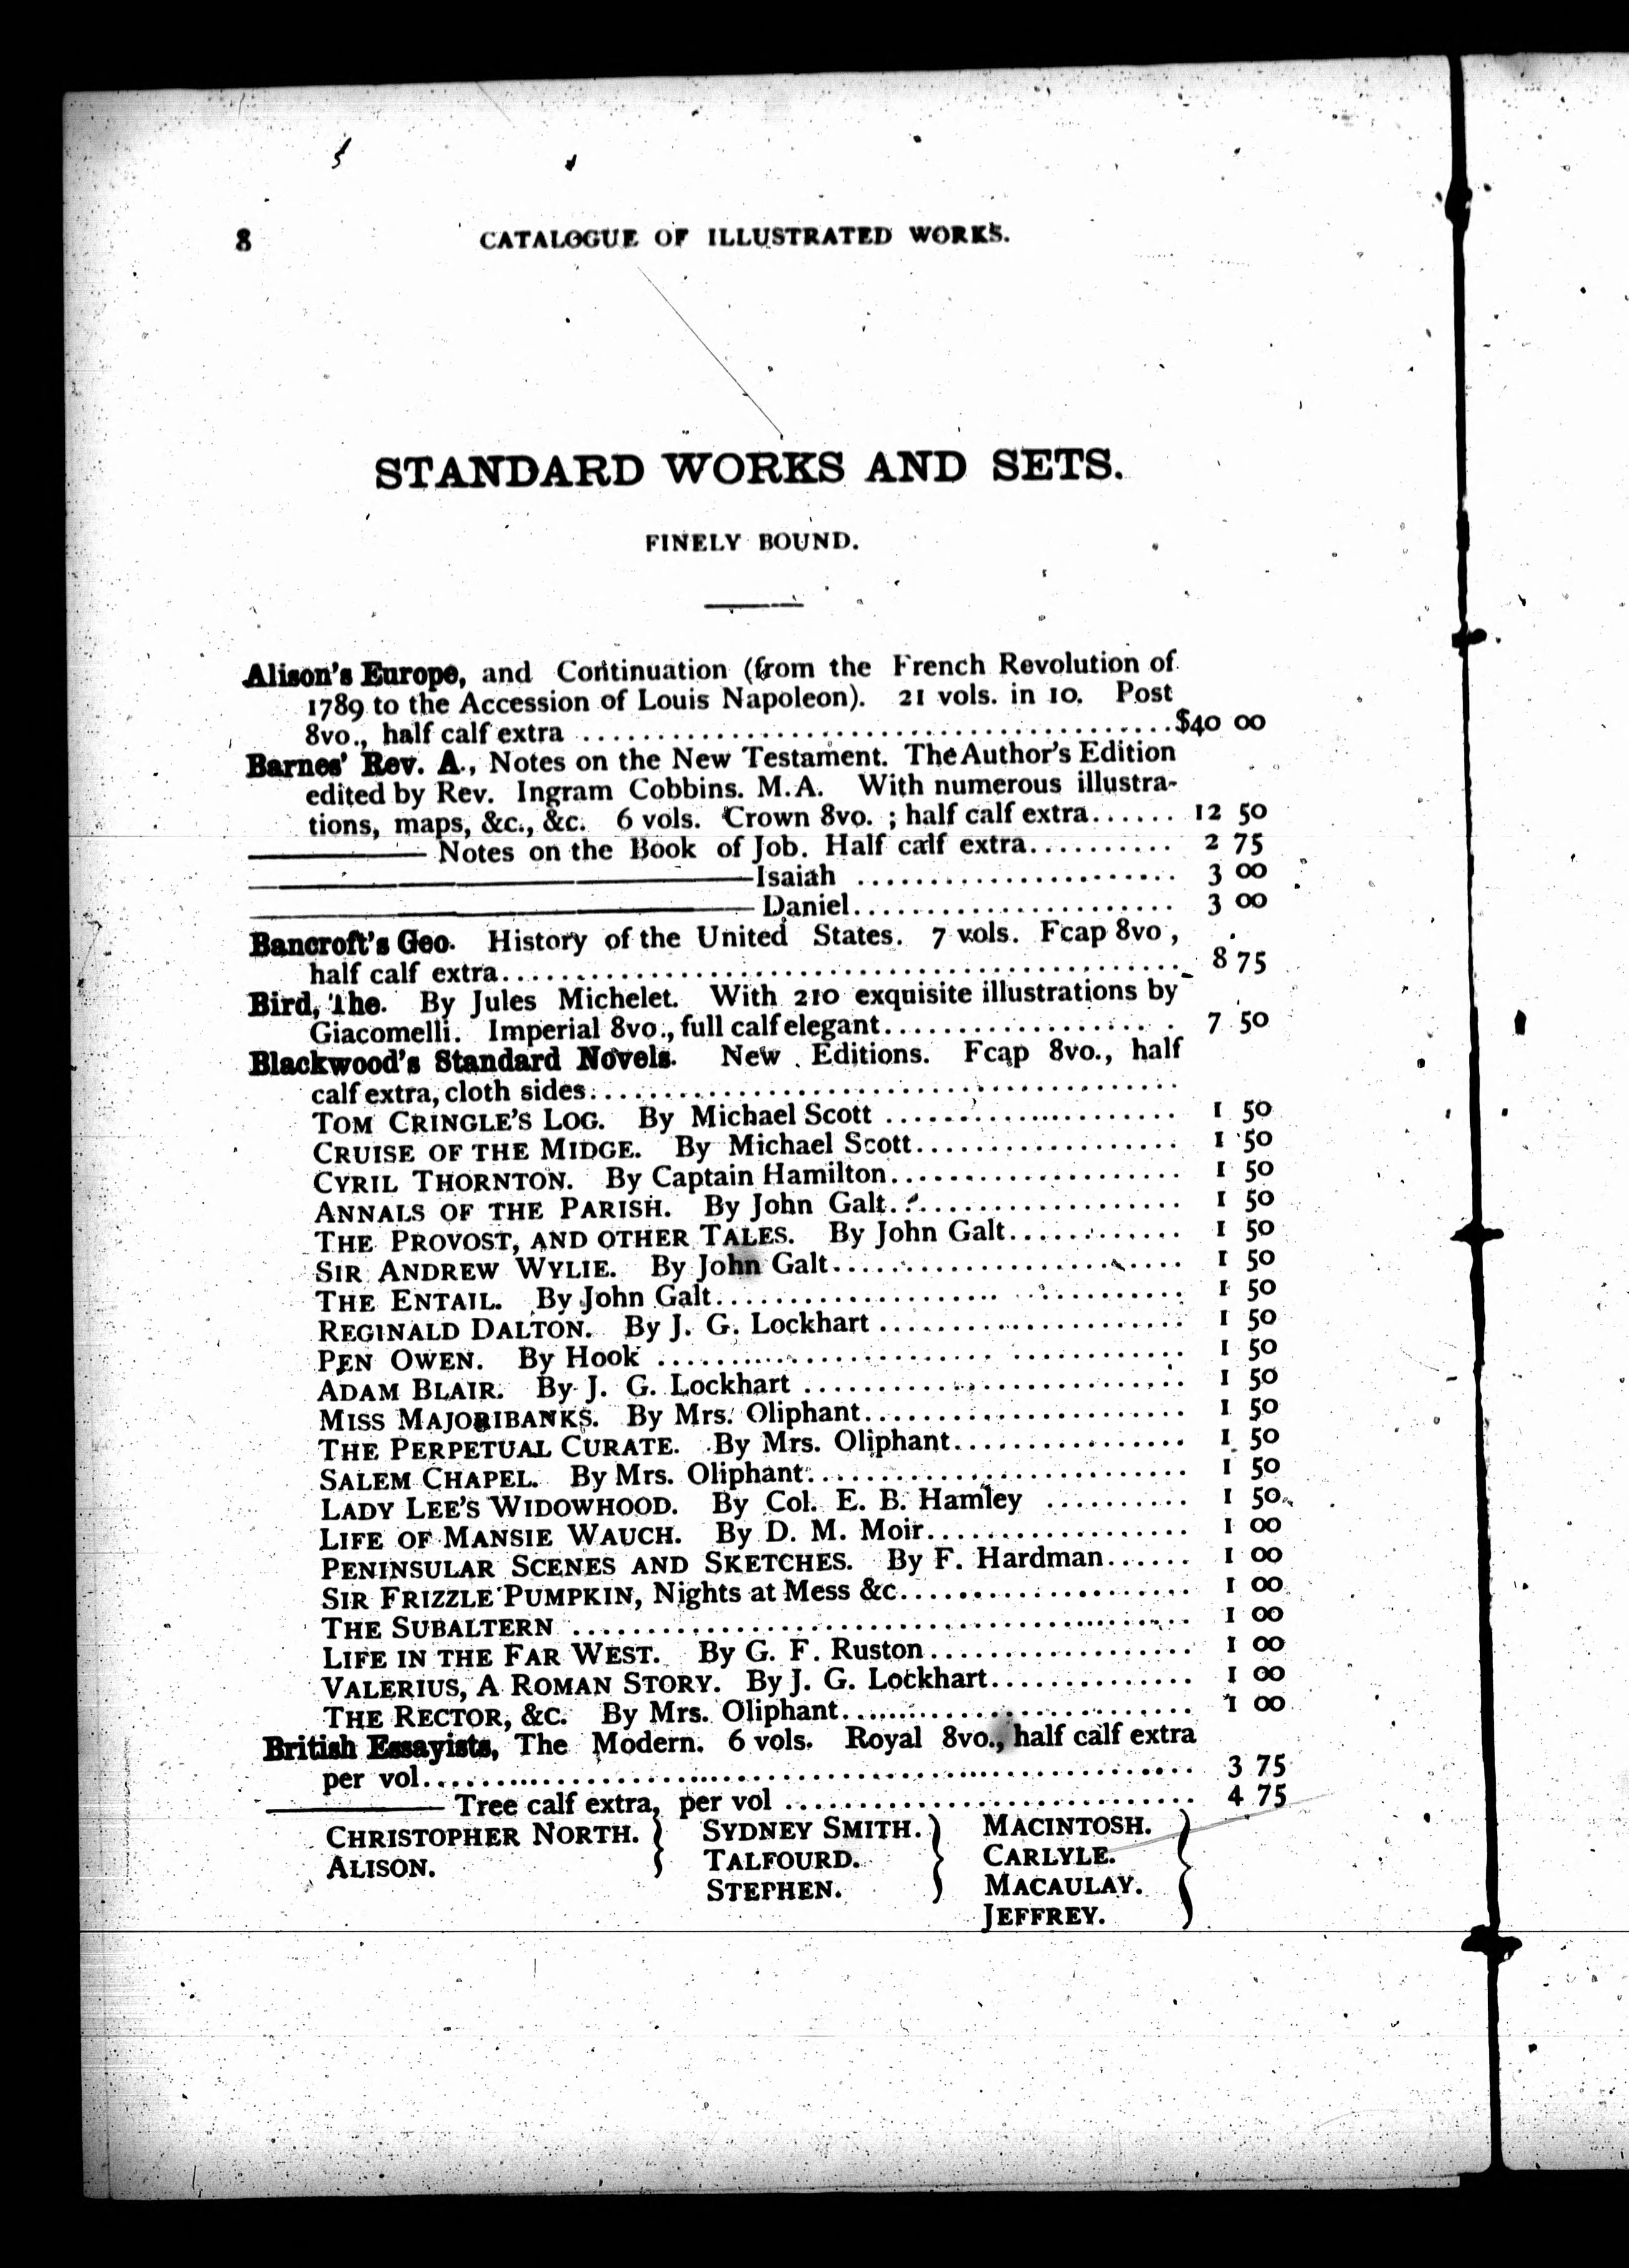 8 CATALOGUE OF ILLUSTRATED WORKS.
STANDARD WORKS AND SETS.
FINELY BOUND.
Alison's Europe, and Continuation (from the French Revolution of
1789 to the Accession of Louis Napoleon). 21 vols. in 10. Post
8vo., half calf extra ........................................ $40 00
Barnes' Rev. A., Notes on the New Testament. The Author's Edition
edited by Rev. Ingram Cobbins. M.A. With numerous illustra-
tions, maps, &c., &c. 6 vols. Crown 8vo. ; half calf extra...... 12 50
———— Notes on the Book of Job. Half calf extra.......... 2 75
————————————Isaiah ...................... 3 00
———————————— Daniel...................... 3 00
Bancroft's Geo. History of the United States. 7 vols. Fcap 8vo ,
half calf extra.............................................. 8 75
Bird, The. By Jules Michelet. With 210 exquisite illustrations by
Giacomelli. Imperial 8vo., full calf elegant.................... 7 50
Blackwood's Standard Novels. New Editions. Fcap 8vo., half
calf extra, cloth sides........................................
TOM CRINGLE'S LOG. By Michael Scott .................... 1 50
CRUISE OF THE MIDGE. By Michael Scott.................. 1 50
CYRIL THORNTON. By Captain Hamilton.................... 1 50
ANNALS OF THE PARISH. By John Galt.................... 1 50
THE PROVOST, AND OTHER TALES. By John Galt............ 1 50
SIR ANDREW WYLIE. By John Galt........................ 1 50
THE ENTAIL. By John Galt................................ 1 50
REGINALD DALTON. By J. G. Lockhart ..................... 1 50
PEN OWEN. By Hook .................................... 1 50
ADAM BLAIR. By J. G. Lockhart .......................... 1 50
MISS MAJORIBANKS. By Mrs. Oliphant...................... 1 50
THE PERPETUAL CURATE. By Mrs. Oliphant................ 1 50
SALEM CHAPEL. By Mrs. Oliphant.......................... 1 50
LADY LEE'S WIDOWHOOD. By Col. E. B. Hamley .......... 1 50
LIFE OF MANSIE WAUCH. By D. M. Moir.................. 1 00
PENINSULAR SCENES AND SKETCHES. By F. Hardman...... 1 00
SIR FRIZZLE PUMPKIN, Nights at Mess &c.................... 1 00
THE SUBALTERN .......................................... 1 00
LIFE IN THE FAR WEST. By G. F. Ruston.................. 1 00
VALERIUS, A ROMAN STORY. By J. G. Lockhart.............. 1 00
THE RECTOR, &C. By Mrs. Oliphant........................ 1 00
British Essayists, The Modern. 6 vols. Royal 8vo., half calf extra
per vol.................................................... 3 75
———— Tree calf extra, per vol ............................ 4 75
CHRISTOPHER NORTH. } SYDNEY SMITH. } MACINTOSH. }
ALISON. TALFOURD. CARLYLE.
STEPHEN. MACAULAY.
JEFFREY.